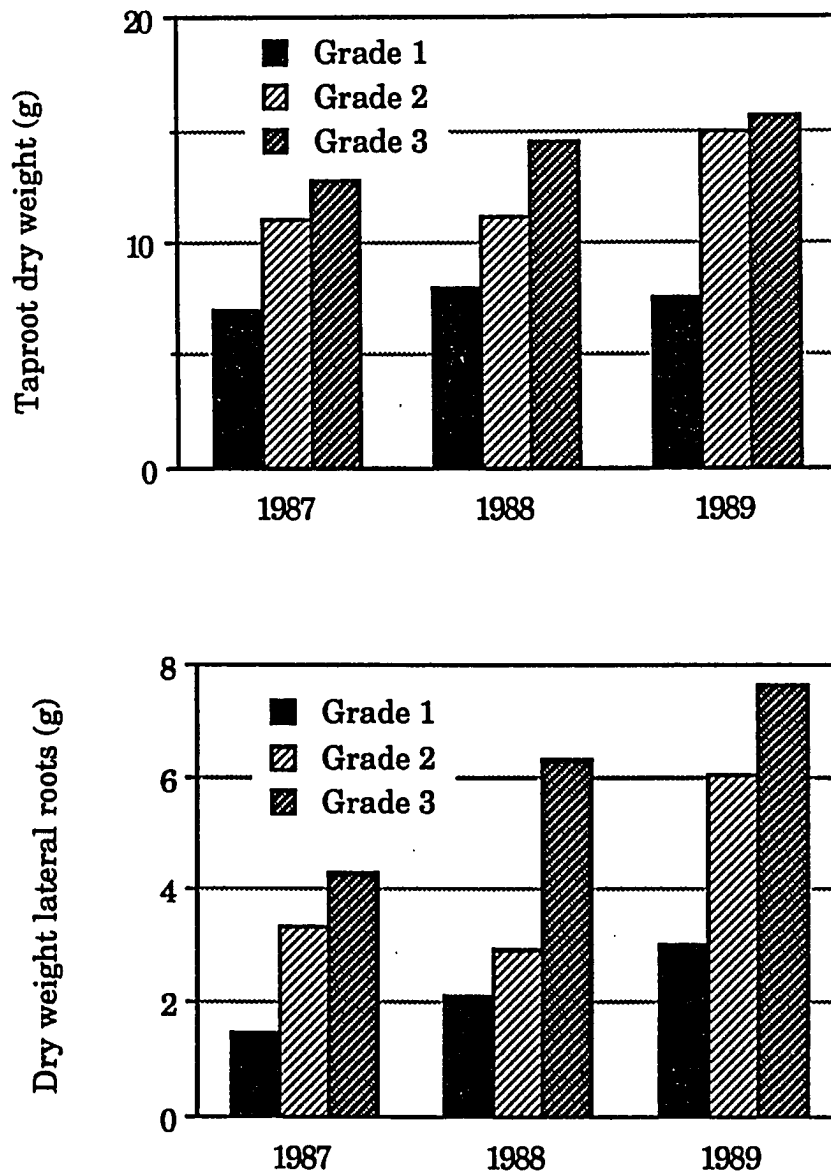 Taproot dry weight (g)
20
10
0
Grade 1
Grade 2
Grade 3
1987 1988 1989
Dry weight lateral roots (g)
8
6
4
2
0
Grade 1
Grade 2
Grade 3
1987 1988 1989